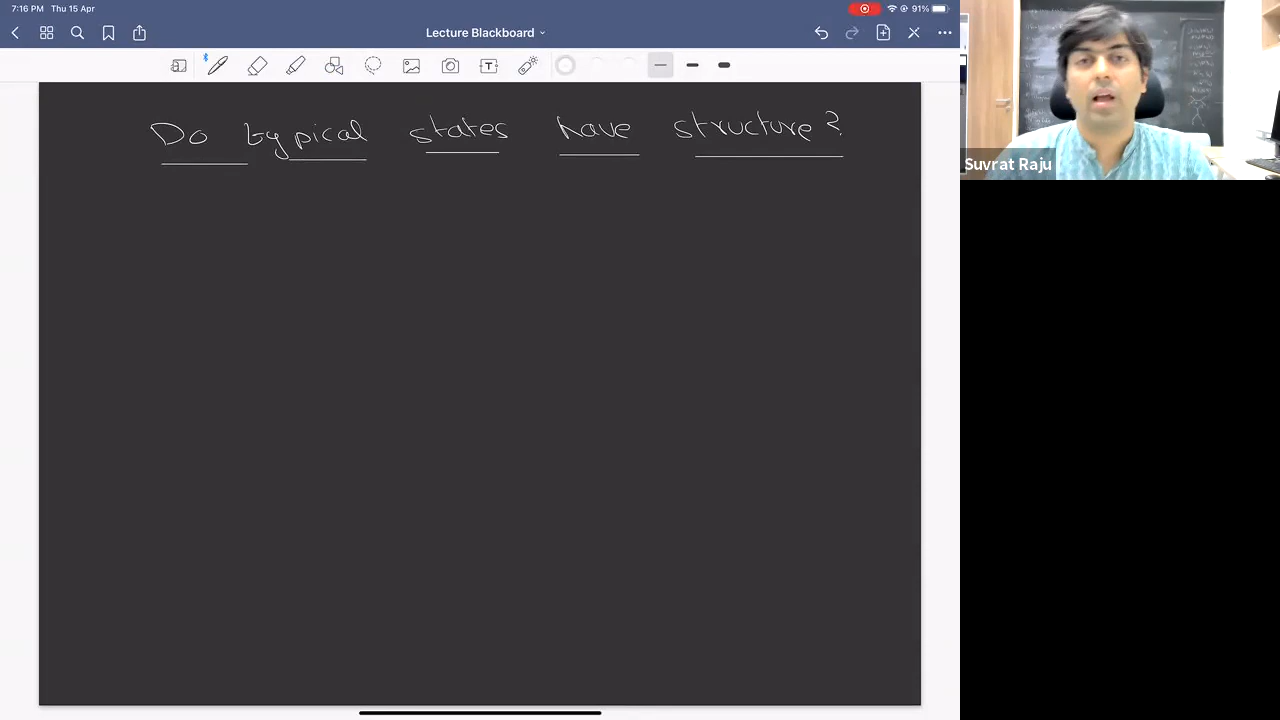 7:16 PM Thu 15 Apr 91%
Lecture Blackboard
T
Do typical states have structure?
Suvrat Raju